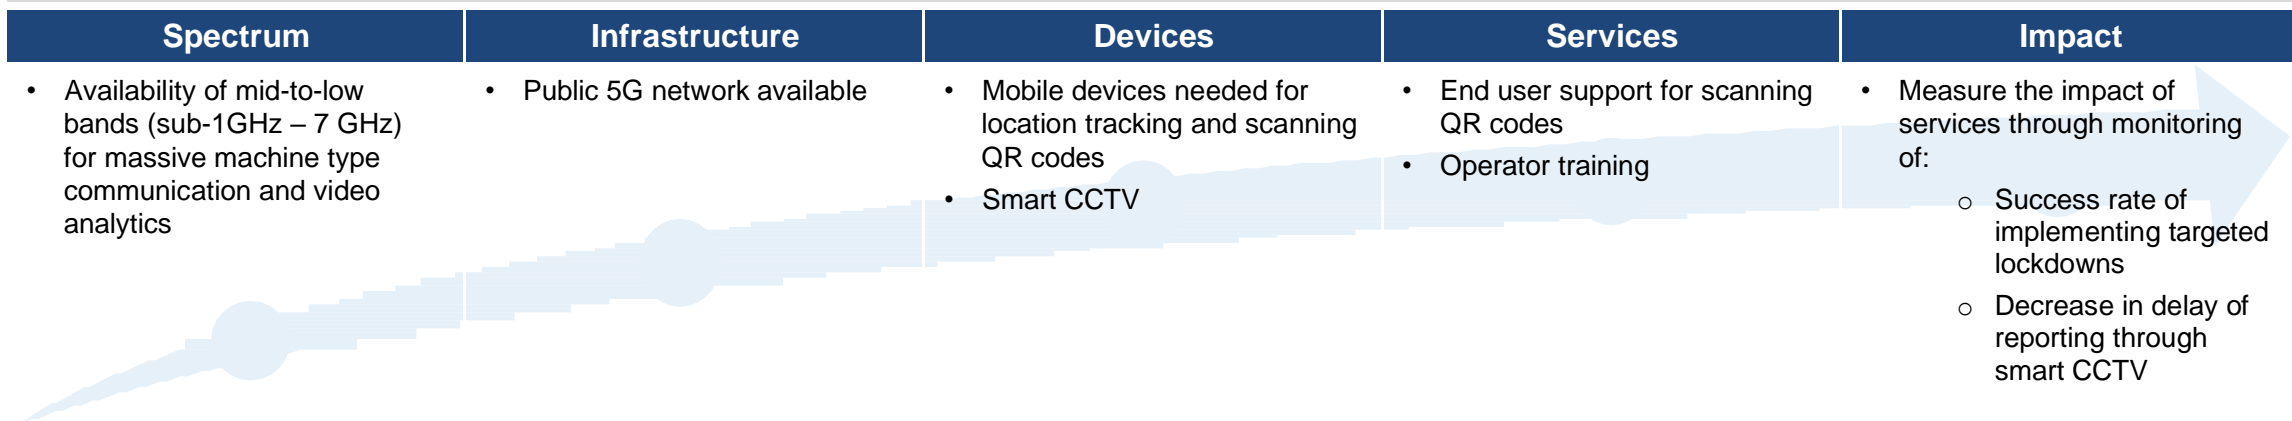 Spectrum
• Availability of mid-to-low
bands (sub-1GHz – 7 GHz)
for massive machine type
communication and video
analytics
Infrastructure
• Public 5G network available
Devices
• Mobile devices needed for
location tracking and scanning
QR codes
• Smart CCTV
Services
• End user support for scanning
QR codes
• Operator training
Impact
• Measure the impact of
services through monitoring
of:
o Success rate of
implementing targeted
lockdowns
o Decrease in delay of
reporting through
smart CCTV